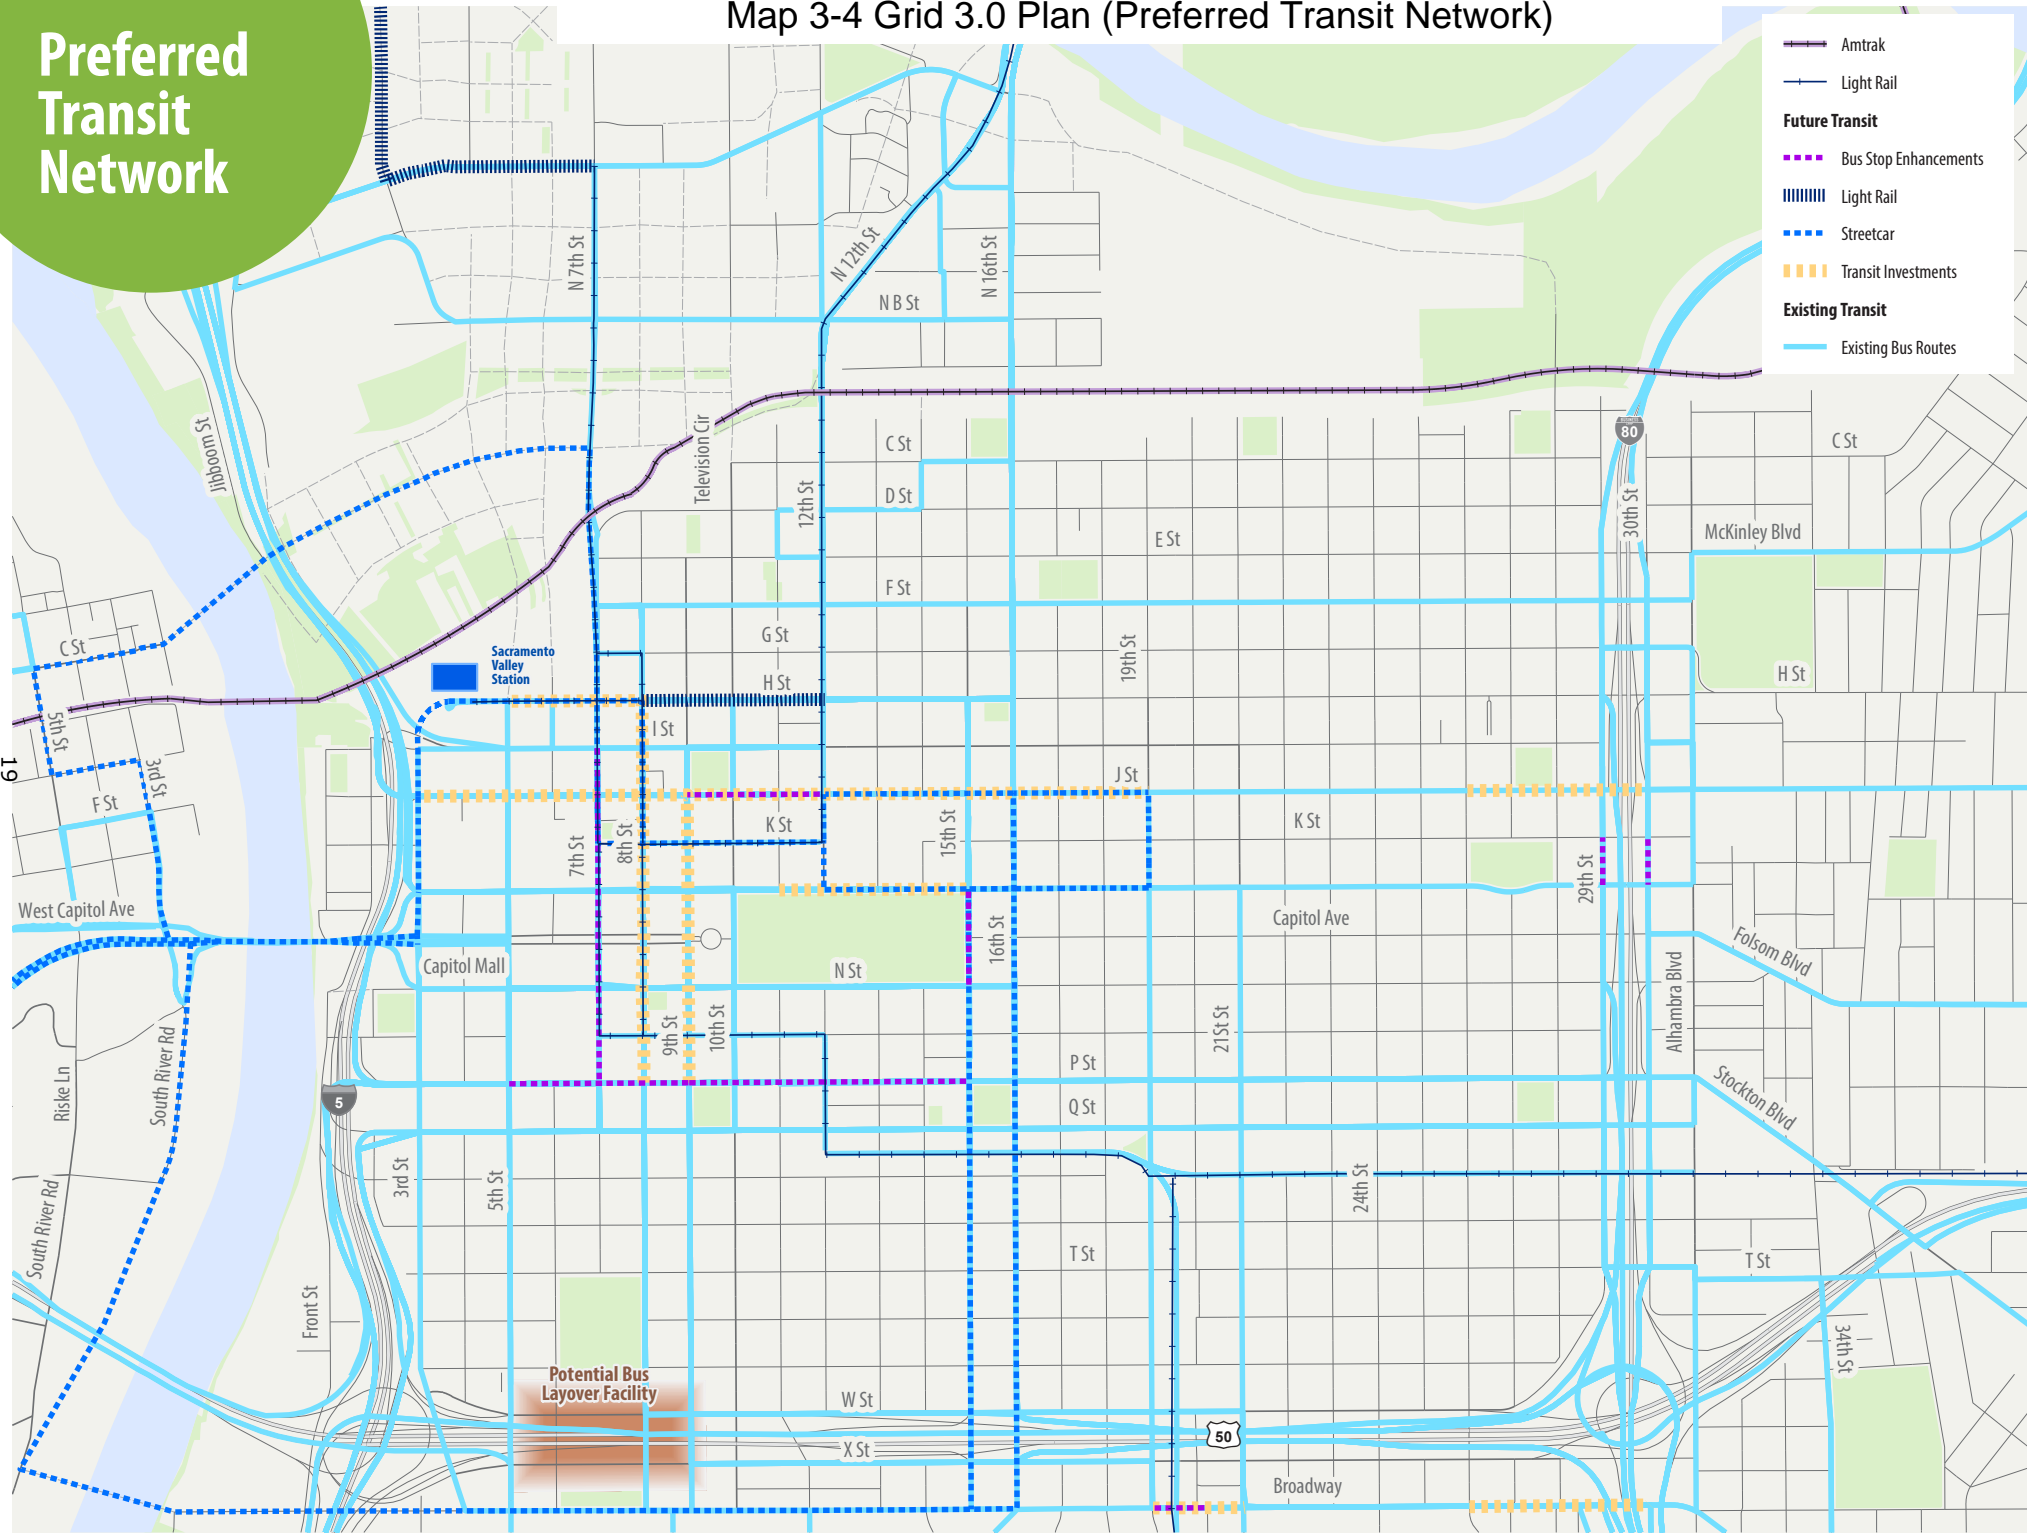 Map 3-4 Grid 3.0 Plan (Preferred Transit Network)
Preferred
Transit
Network
Amtrak
Light Rail
Future Transit
Bus Stop Enhancements
Light Rail
Streetcar
Transit Investments
Existing Transit
Existing Bus Routes
N 7th St
N 12th St
N 16th St
N B St
Jibboom St
Television Cir
12th St
C St
D St
E St
F St
80
30th St
C St
McKinley Blvd
C St
Sacramento
Valley
Station
G St
H St
19th St
H St
5th St
I St
3rd St
F St
J St
19
7th St
8th St
K St
15th St
K St
29th St
West Capitol Ave
Capitol Mall
N St
16th St
Capitol Ave
Folsom Blvd
9th St
10th St
21St St
Alhambra Blvd
Riske Ln
South River Rd
5
P St
Q St
Stockton Blvd
South River Rd
3rd St
5th St
24th St
T St
T St
Front St
34th St
Potential Bus
Layover Facility
W St
X St
50
Broadway